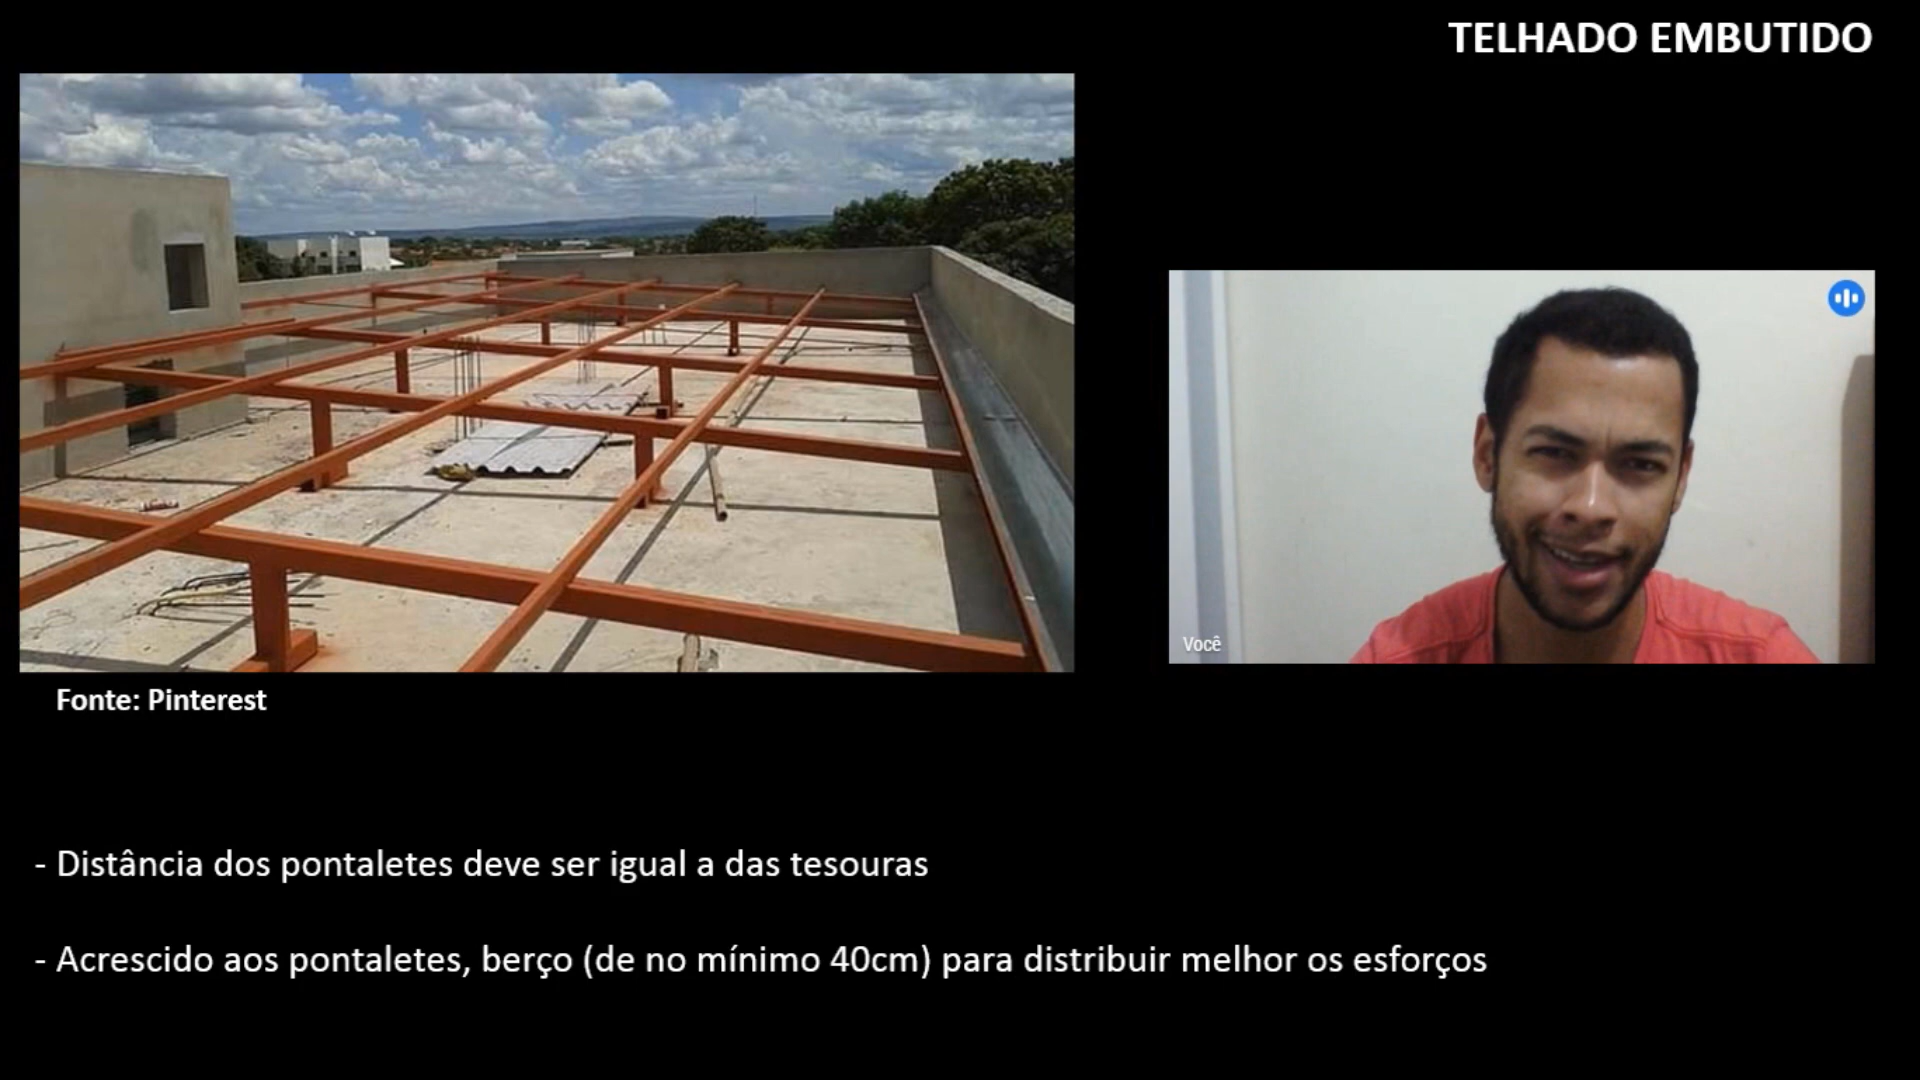 TELHADO EMBUTIDO
Você
Fonte: Pinterest
- Distância dos pontaletes deve ser igual a das tesouras
- Acrescido aos pontaletes, berço (de no mínimo 40cm) para distribuir melhor os esforços